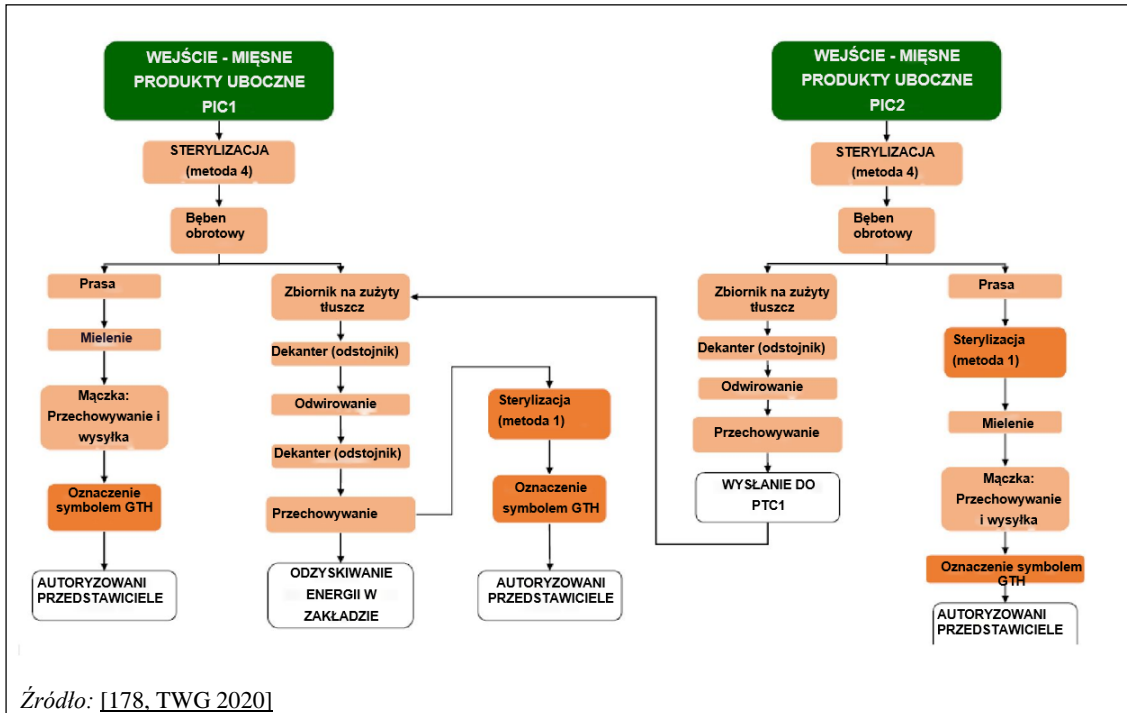 WEJŚCIE - MIĘSNE
PRODUKTY UBOCZNE
PIC1
STERYLIZACJA
(metoda 4)
Bęben
obrotowy
Prasa
Mielenie
Mączka:
Przechowywanie i
wysyłka
Oznaczenie
symbolem GTH
AUTORYZOWANI
PRZEDSTAWICIELE
Zbiornik na zużyty
tłuszcz
Dekanter (odstojnik)
Odwirowanie
Dekanter (odstojnik)
Przechowywanie
ODZYSKIWANIE
ENERGII W
ZAKŁADZIE
Sterylizacja
(metoda 1)
Oznaczenie
symbolem GTH
AUTORYZOWANI
PRZEDSTAWICIELE
WEJŚCIE - MIĘSNE
PRODUKTY UBOCZNE
PIC2
STERYLIZACJA
(metoda 4)
Bęben
obrotowy
Zbiornik na zużyty
tłuszcz
Dekanter (odstojnik)
Odwirowanie
Przechowywanie
WYSŁANIE DO
PTC1
Prasa
Sterylizacja
(metoda 1)
Mielenie
Mączka:
Przechowywanie
i wysyłka
Oznaczenie symbolem
GTH
AUTORYZOWANI
PRZEDSTAWICIELE
Źródło: [178, TWG 2020]